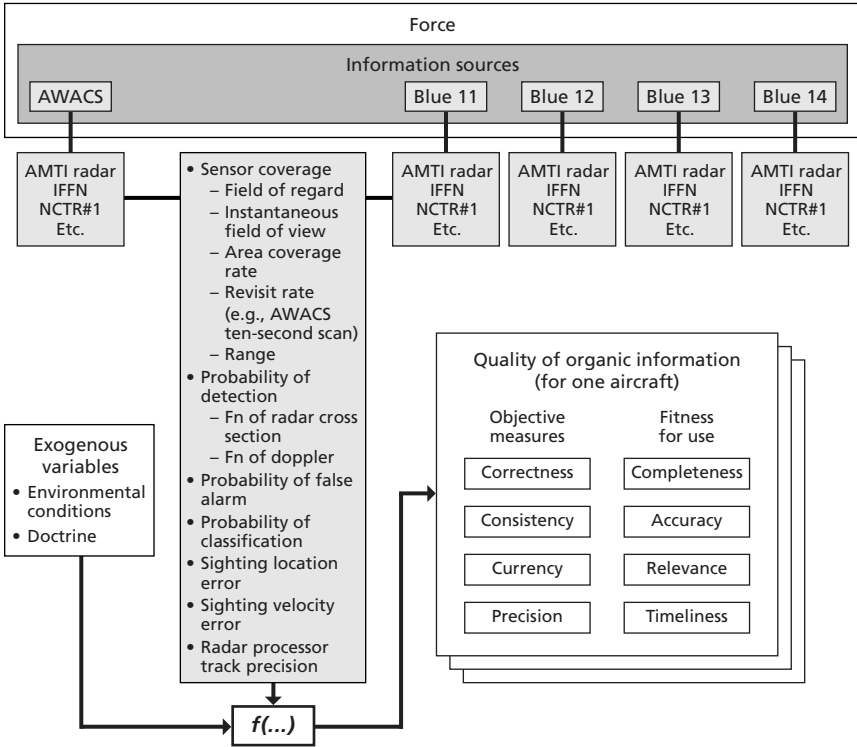 Force
Information sources
AWACS
Blue 11
Blue 12
Blue 13
Blue 14
AMTI radar
IFFN
NCTR#1
Etc.
• Sensor coverage
– Field of regard
– Instantaneous
field of view
– Area coverage
rate
– Revisit rate
(e.g., AWACS
ten-second scan)
– Range
• Probability of
detection
– Fn of radar cross
section
– Fn of doppler
• Probability of false
alarm
• Probability of
classification
• Sighting location
error
• Sighting velocity
error
• Radar processor
track precision
AMTI radar
IFFN
NCTR#1
Etc.
AMTI radar
IFFN
NCTR#1
Etc.
AMTI radar
IFFN
NCTR#1
Etc.
AMTI radar
IFFN
NCTR#1
Etc.
Exogenous
variables
• Environmental
conditions
• Doctrine
f(...)
Quality of organic information
(for one aircraft)
Objective
measures
Correctness
Consistency
Currency
Precision
Fitness
for use
Completeness
Accuracy
Relevance
Timeliness